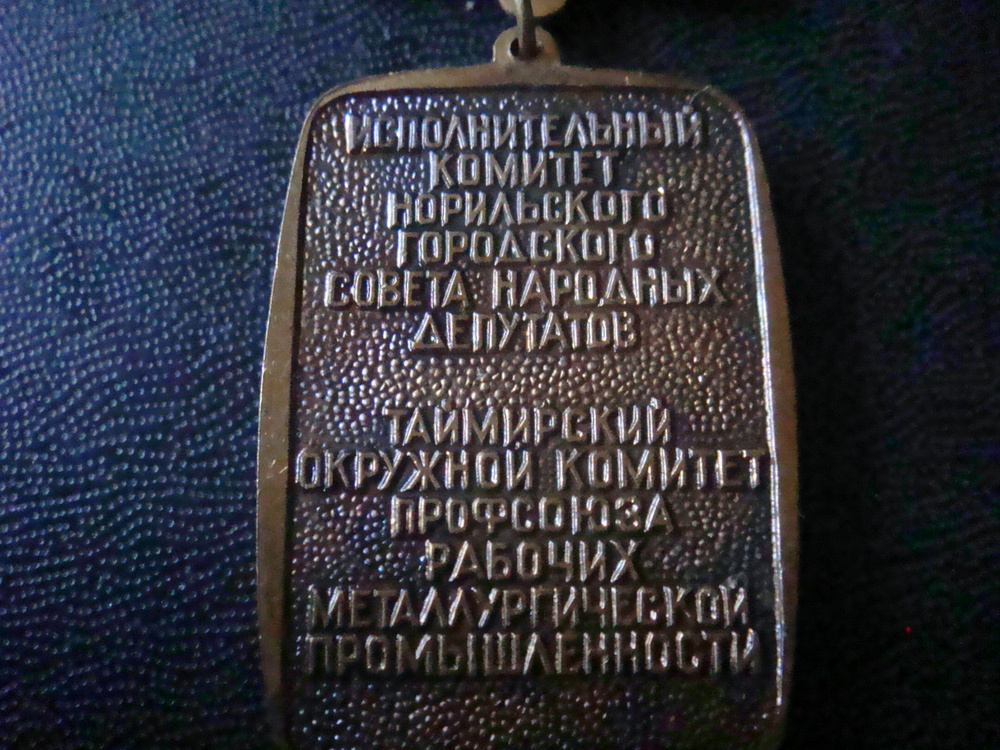 ИСПОЛНИТЕЛЬНЫЙ
КОМИТЕТ
НОРИЛЬСКОГО
ГОРОДСКОГО
СОВЕТА НАРОДНЫХ
ДЕПУТАТОВ
ТАЙМИРСКИЙ
ОКРУЖНОЙ КОМИТЕТ
ПРОФСОЮЗА
РАБОЧИХ
МЕТАЛЛУРГИЧЕСКОЙ
ПРОМЫШЛЕННОСТИ